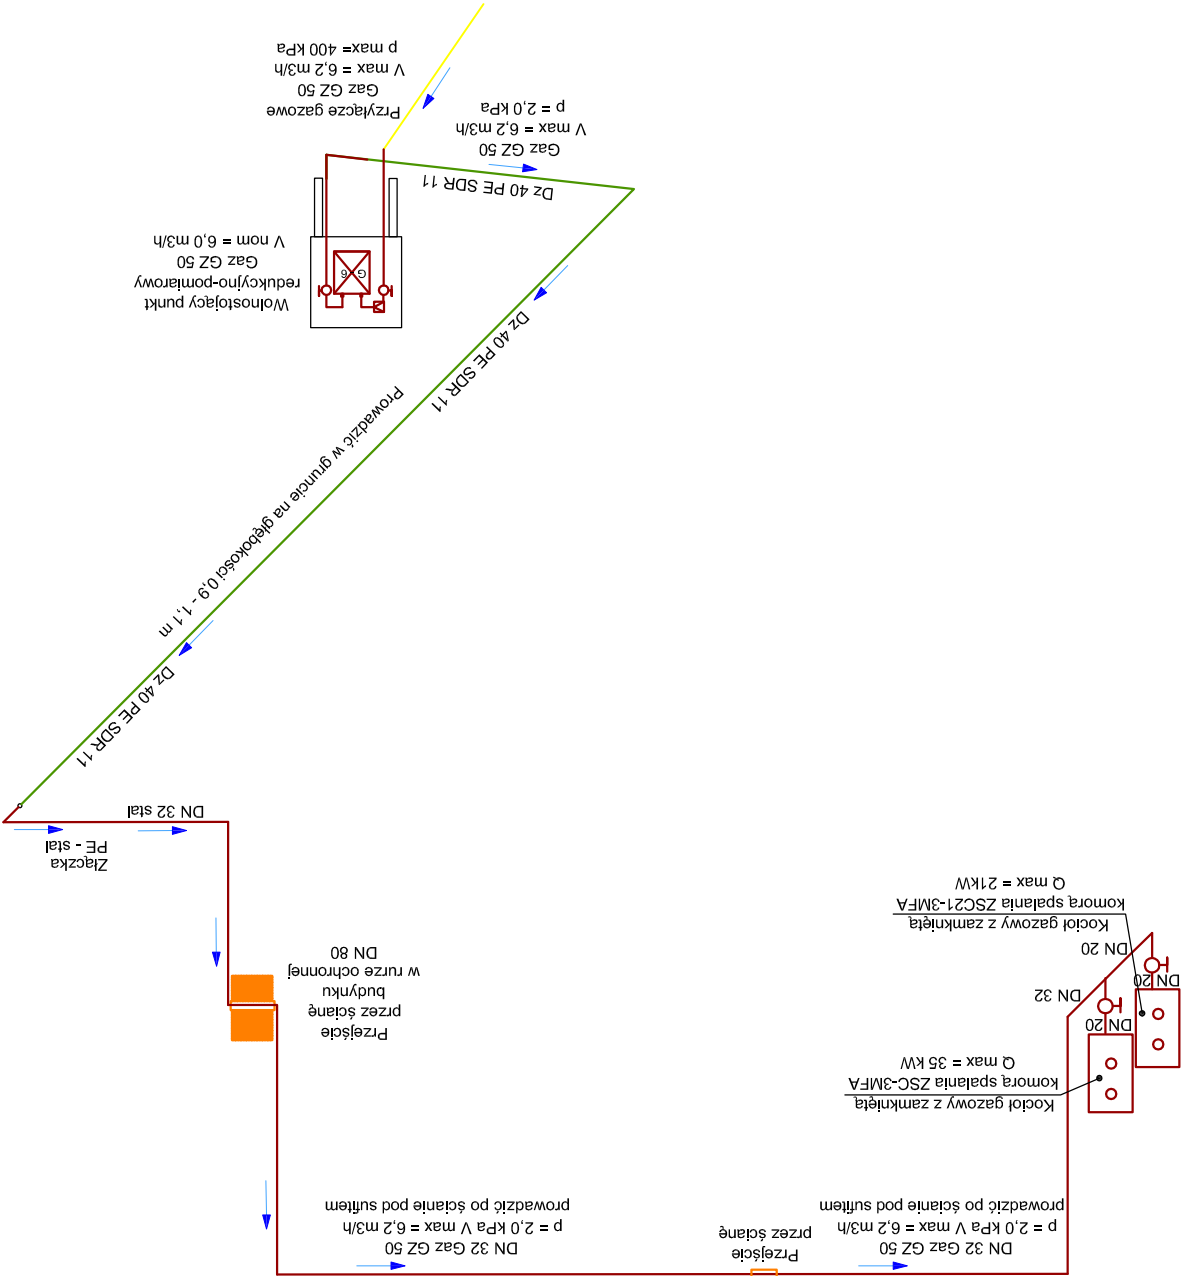 DN 32 Gaz GZ 50
p = 2,0 kPa V max = 6,2 m3/h
prowadzić po ścianie pod sufitem
Przejście
przez ścianę
DN 32 Gaz GZ 50
p = 2,0 kPa V max = 6,2 m3/h
prowadzić po ścianie pod sufitem
Kocioł gazowy z zamkniętą
komorą spalania ZSC-3MFA
Q max = 35 kW
DN 20
DN 20
DN 32
DN 20
Kocioł gazowy z zamkniętą
komorą spalania ZSC21-3MFA
Q max = 21kW
Przejście
przez ścianę
budynku
w rurze ochronnej
DN 80
Złączka
PE - stal
DN 32 stal
Dz 40 PE SDR 11
Prowadzić w gruncie na głębokości 0,9 - 1,1 m
Dz 40 PE SDR 11
Wolnostojący punkt
redukcyjno-pomiarowy
Gaz GZ 50
V nom = 6,0 m3/h
G 6
Dz 40 PE SDR 11
Gaz GZ 50
V max = 6,2 m3/h
p = 2,0 kPa
Przyłącze gazowe
Gaz GZ 50
V max = 6,2 m3/h
p max= 400 kPa